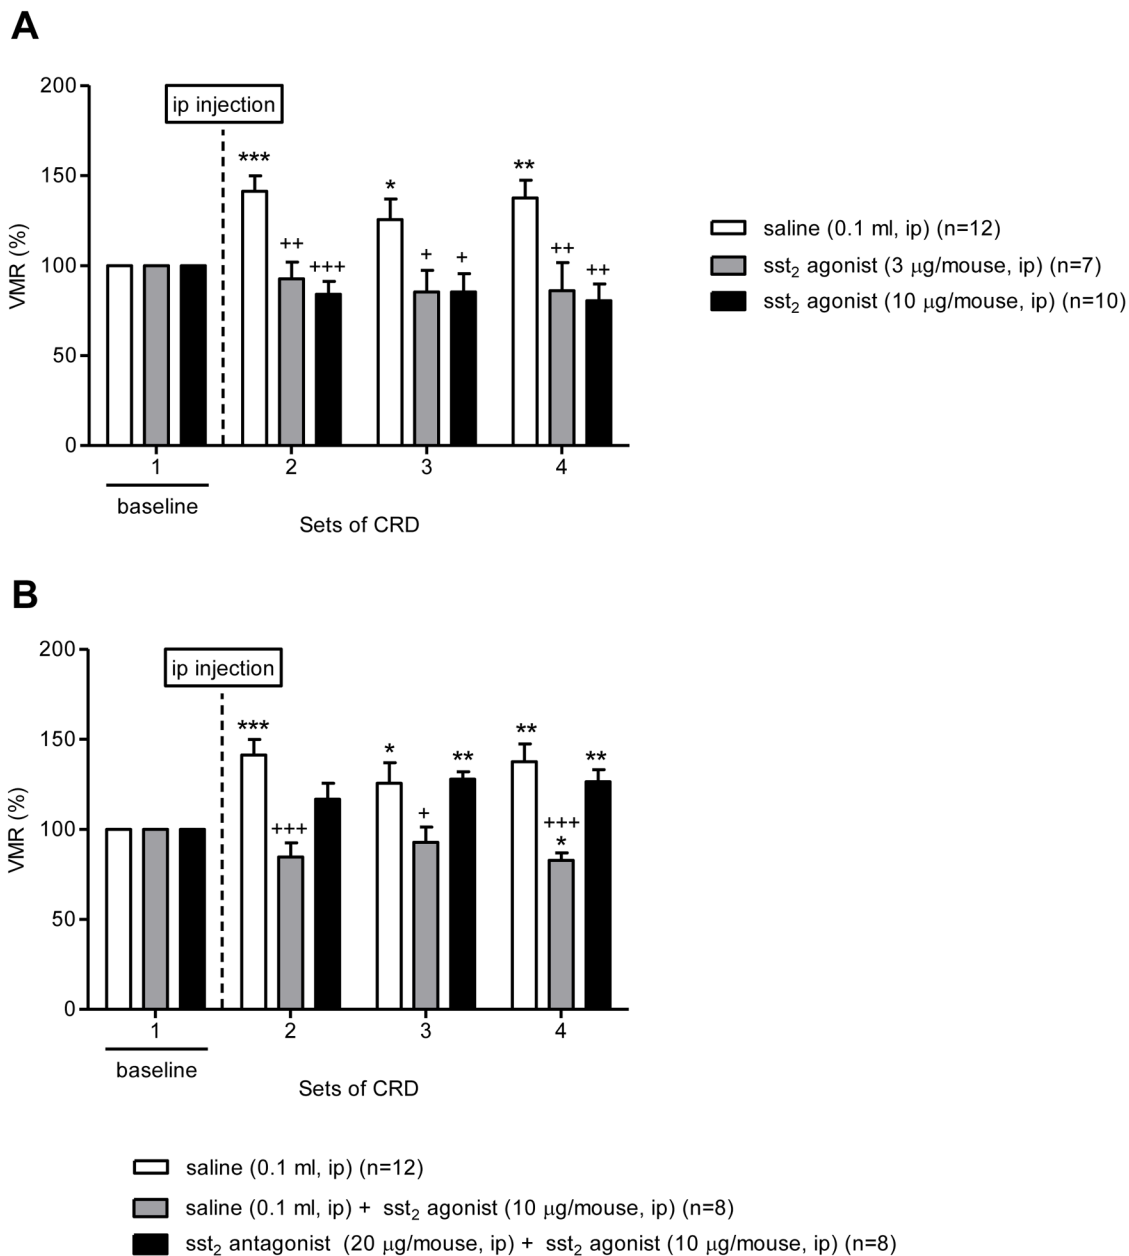 A
200
ip injection
***
**
*
150
++
+++
+
+
++
++
100
VMR (%)
50
0
1
2
3
4
baseline
Sets of CRD
saline (0.1 ml, ip) (n=12)
sst2 agonist (3 μg/mouse, ip) (n=7)
sst2 agonist (10 μg/mouse, ip) (n=10)
B
200
ip injection
***
**
*
**
**
150
+++
+
+++
*
100
VMR (%)
50
0
1
2
3
4
baseline
Sets of CRD
saline (0.1 ml, ip) (n=12)
saline (0.1 ml, ip) + sst2 agonist (10 μg/mouse, ip) (n=8)
sst2 antagonist (20 μg/mouse, ip) + sst2 agonist (10 μg/mouse, ip) (n=8)